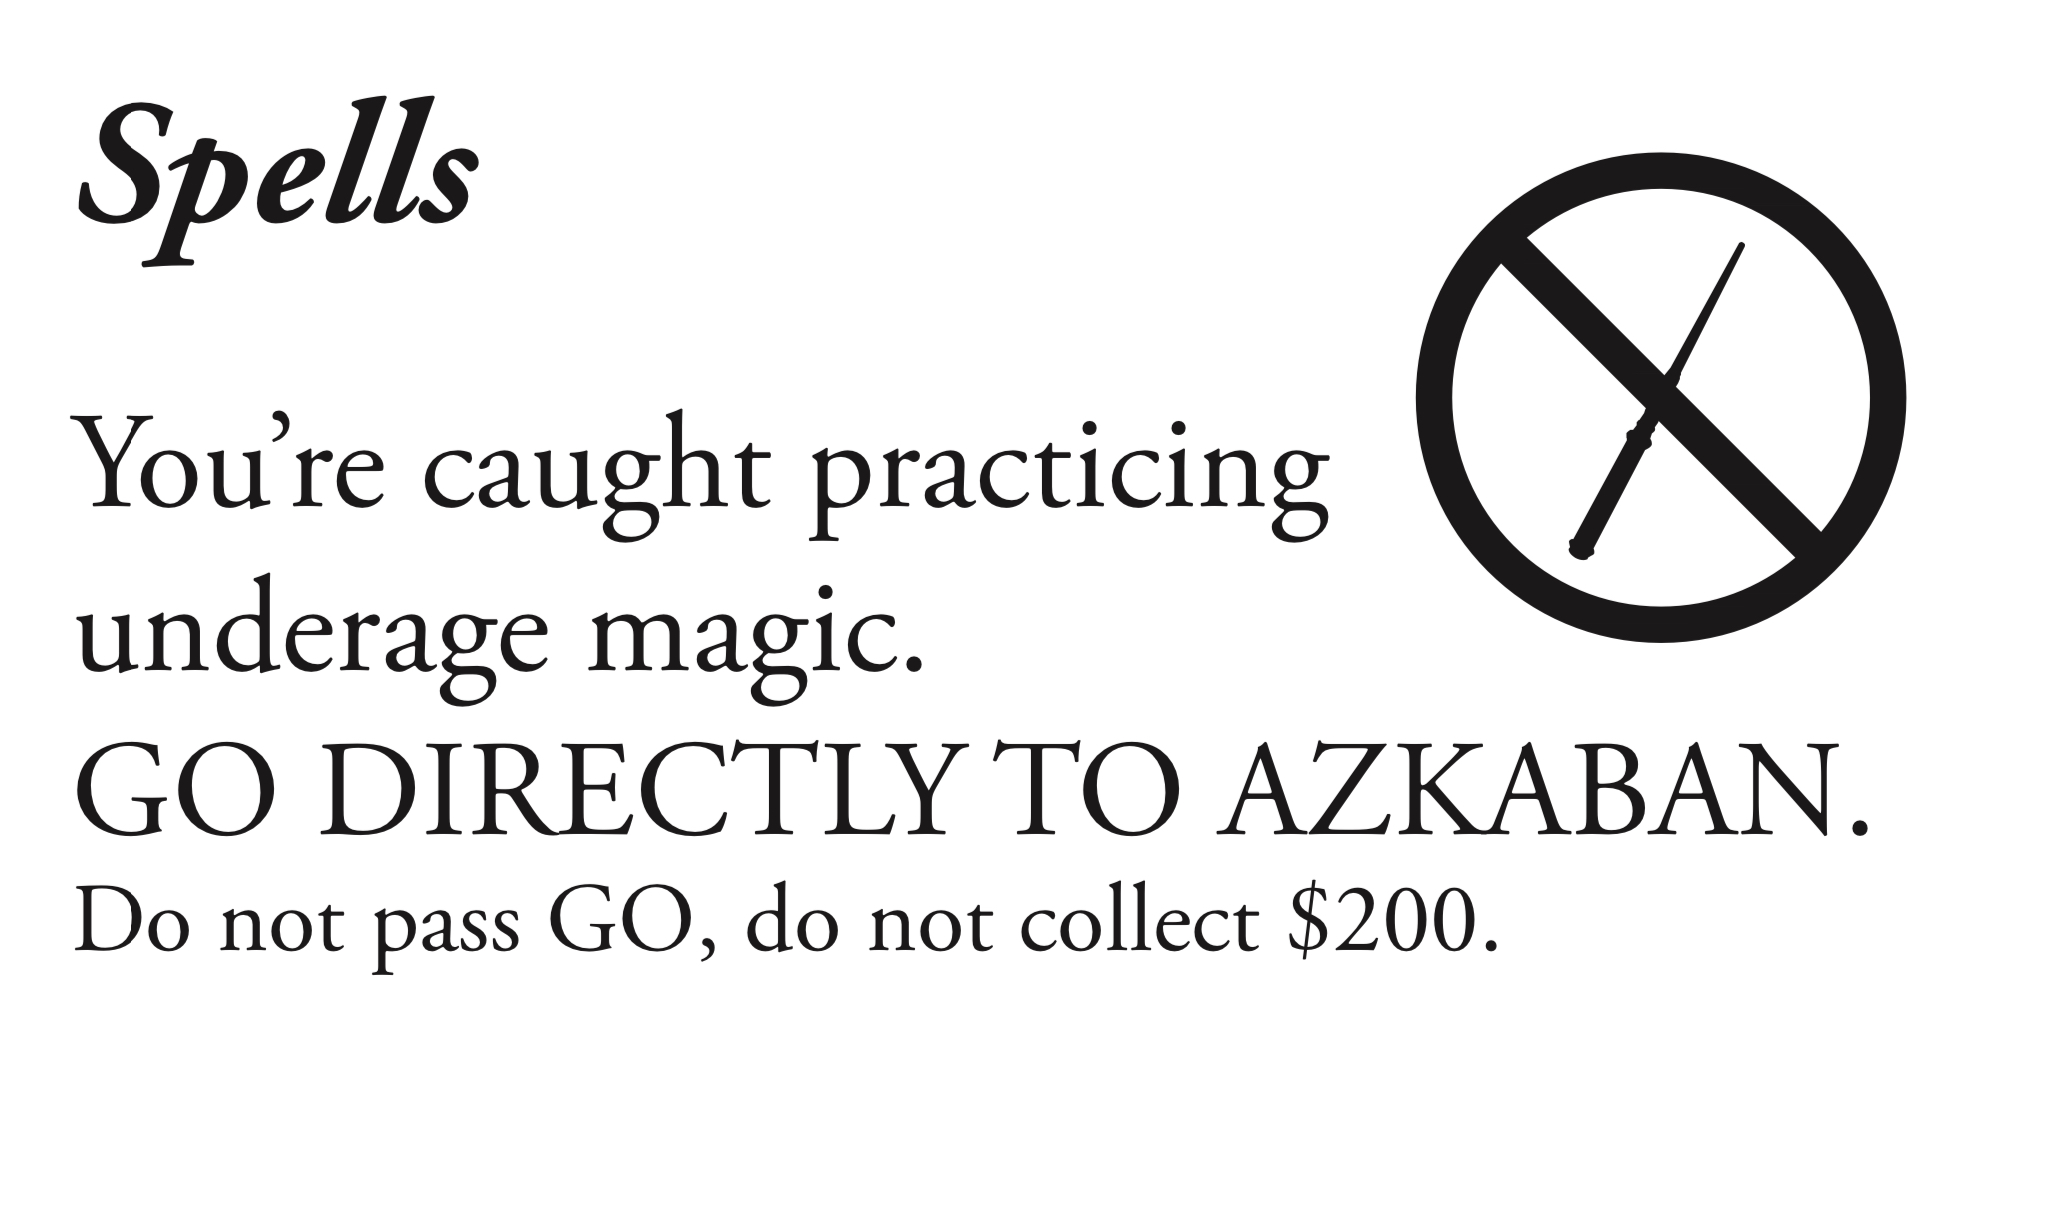 Spells
You’re caught practicing
underage magic.
GO DIRECTLY TO AZKABAN.
Do not pass GO, do not collect $200.